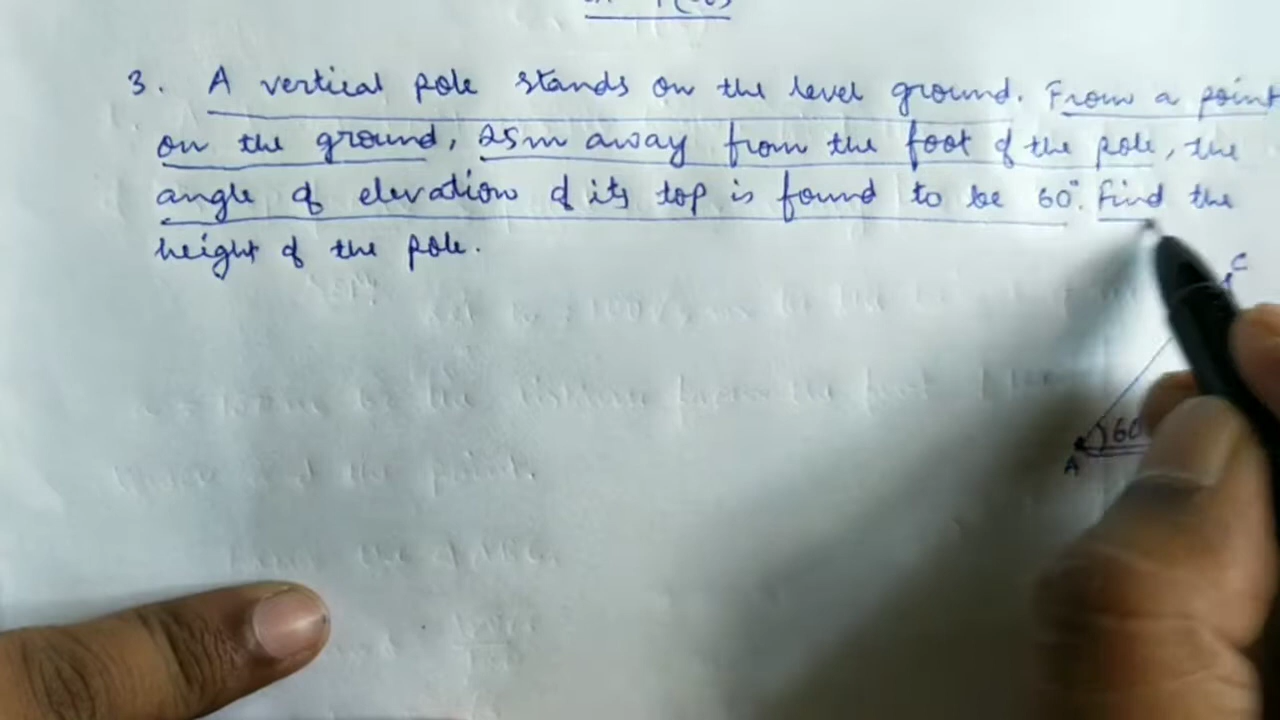 3. A vertical pole stands on the level ground. From a point
on the ground, 25m away from the foot of the pole, the
angle of elevation of its top is found to be 60°. Find the
height of the pole.
C
60
A